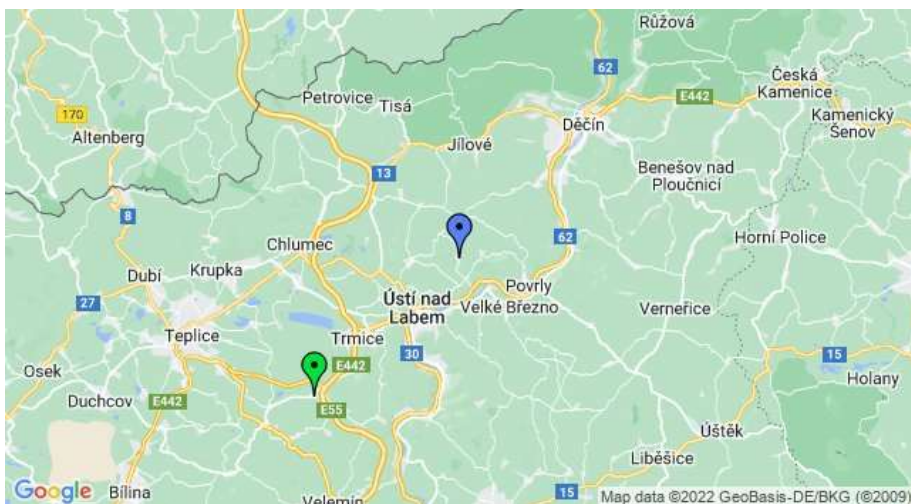 Růžová
62
Česká
Kamenice
E442
Petrovice
Tisá
170
Děčín
Kamenický
Šenov
Altenberg
Jílové
13
Benešov nad
Ploučnicí
8
62
Horní Police
Chlumec
Krupka
Dubí
27
Povrly
Ústí nad
Labem
Velké Březno
Verneřice
Teplice
Trmice
30
15
Osek
E442
Holany
Duchcov
E442
E55
Úštěk
Liběšice
Google
Bílina
Velemín
15
Map data ©2022 GeoBasis-DE/BKG (©2009)